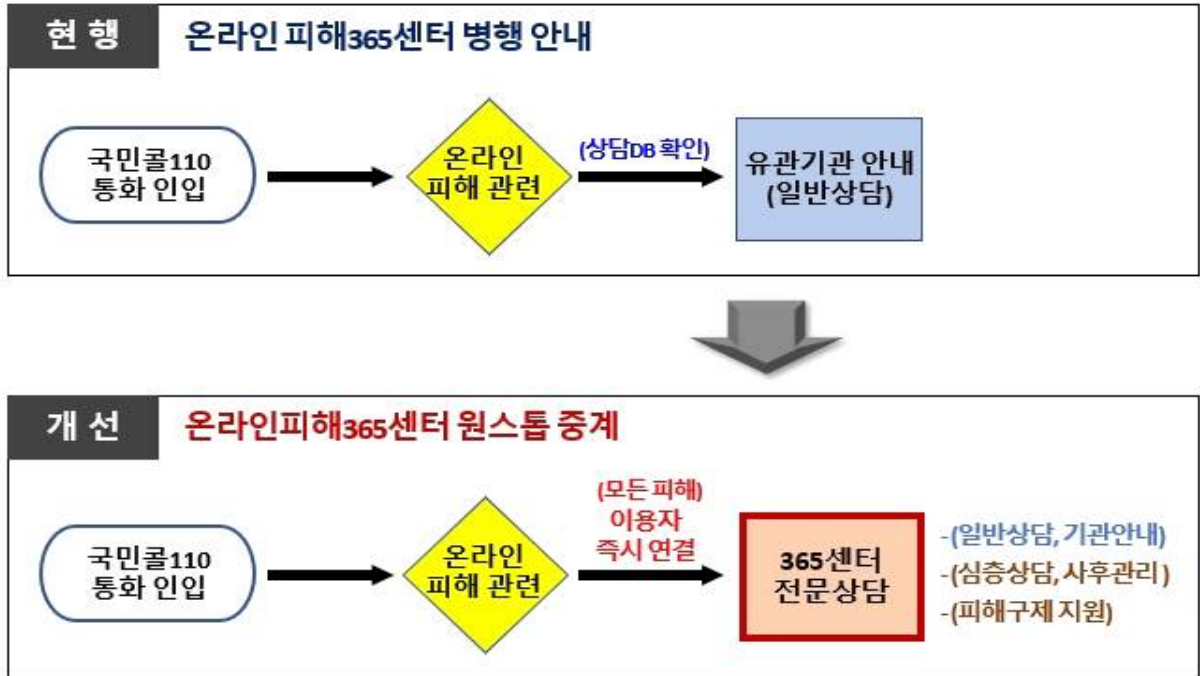 현 행
온라인 피해365센터 병행 안내
국민콜110
통화 인입
온라인
피해 관련
(상담DB 확인)
유관기관 안내
(일반상담)
개 선
온라인피해365센터 원스톱 중계
국민콜110
통화 인입
온라인
피해 관련
(모든 피해)
이용자
즉시 연결
365센터
전문상담
-(일반상담, 기관안내)
-(심층상담, 사후관리)
-(피해구제 지원)